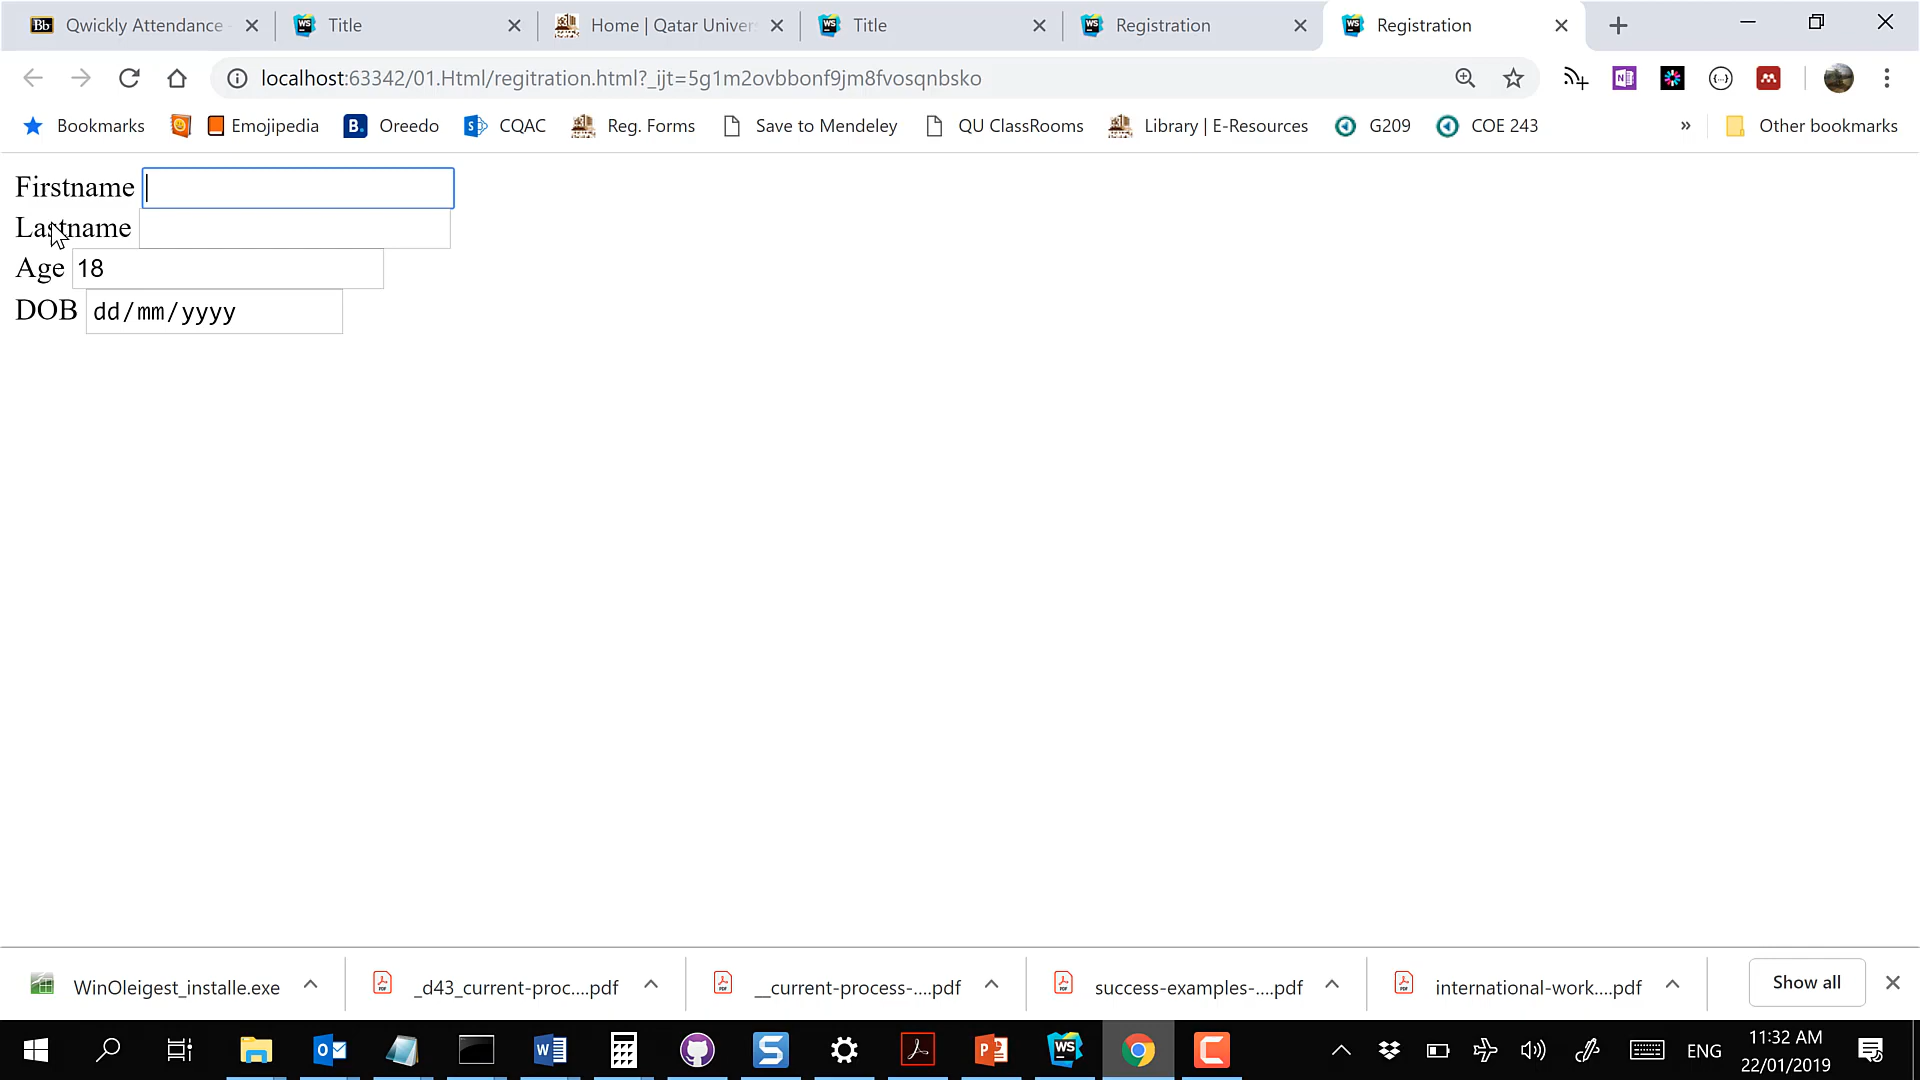 Qwickly Attendance
Title
Home | Qatar Univer
Title
Registration
Registration
localhost:63342/01.Html/regitration.html?_ijt=5g1m2ovbbonf9jm8fvosqnbsko
Bookmarks
Emojipedia
B. Oreedo
CQAC
Reg. Forms
Save to Mendeley
QU ClassRooms
Library | E-Resources
G209
COE 243
»
Other bookmarks
Firstname
Lastname
Age 18
DOB dd/mm/yyyy
WinOleigest_installe.exe
_d43_current-proc....pdf
__current-process-....pdf
success-examples-....pdf
international-work....pdf
Show all
ENG
11:32 AM
22/01/2019